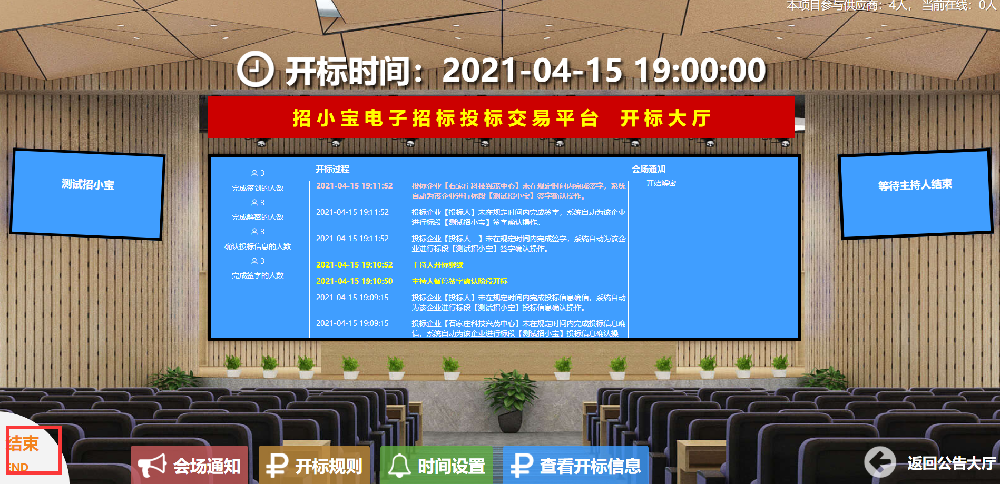 本项目参与供应商：4人， 当前在线：0人
开标时间：2021-04-15 19:00:00
招小宝电子招标投标交易平台 开标大厅
测试招小宝
3
完成签到的人数
3
完成解密的人数
3
确认投标信息的人数
3
完成签字的人数
开标过程
2021-04-15 19:11:52 投标企业【石家庄科技兴茂中心】未在规定时间内完成签字，系统
自动为该企业进行标段【测试招小宝】签字确认操作。
2021-04-15 19:11:52 投标企业【投标人】未在规定时间内完成签字，系统自动为该企业
进行标段【测试招小宝】签字确认操作。
2021-04-15 19:11:52 投标企业【投标人二】未在规定时间内完成签字，系统自动为该企
业进行标段【测试招小宝】签字确认操作。
2021-04-15 19:10:52 主持人开标继续
2021-04-15 19:10:50 主持人暂停签字确认阶段开标
2021-04-15 19:09:15 投标企业【投标人】未在规定时间内完成投标信息确信，系统自动
为该企业进行标段【测试招小宝】投标信息确认操作。
2021-04-15 19:09:15 投标企业【石家庄科技兴茂中心】未在规定时间内完成投标信息确
信，系统自动为该企业进行标段【测试招小宝】投标信息确认操
会场通知
开始解密
等待主持人结束
结束
END
会场通知
开标规则
时间设置
查看开标信息
返回公告大厅